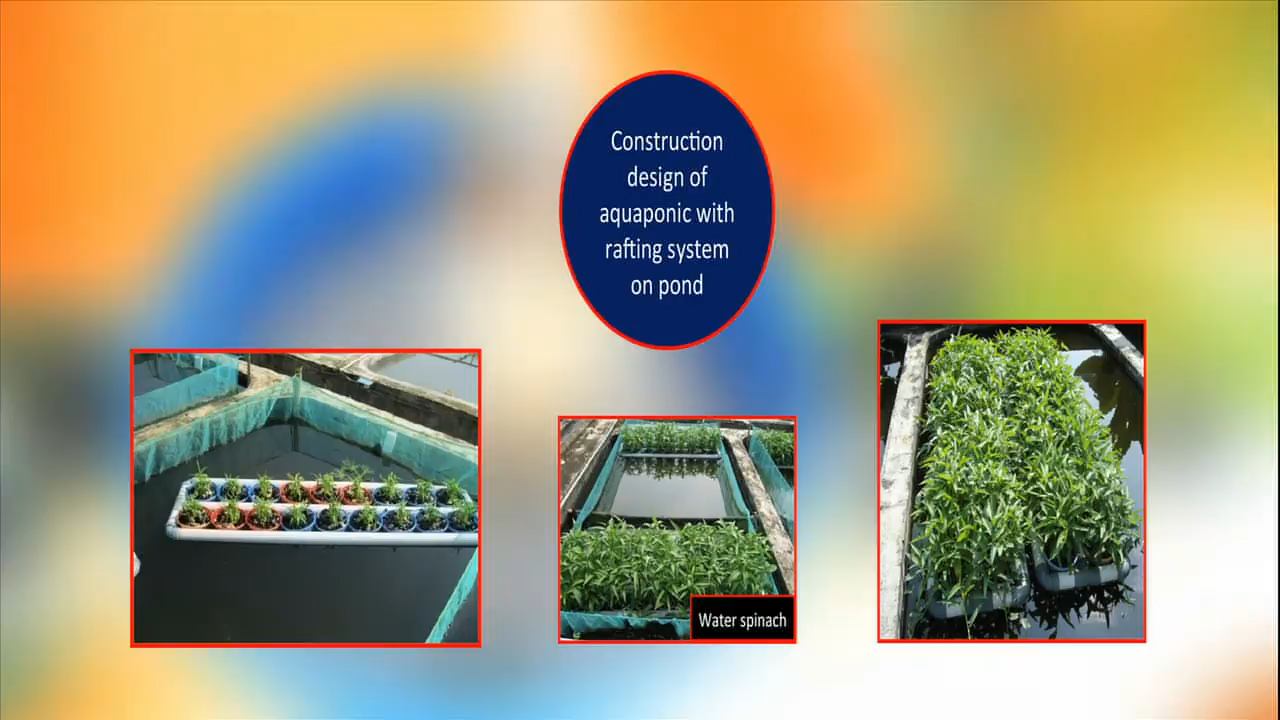 Construction
design of
aquaponic with
rafting system
on pond
Water spinach